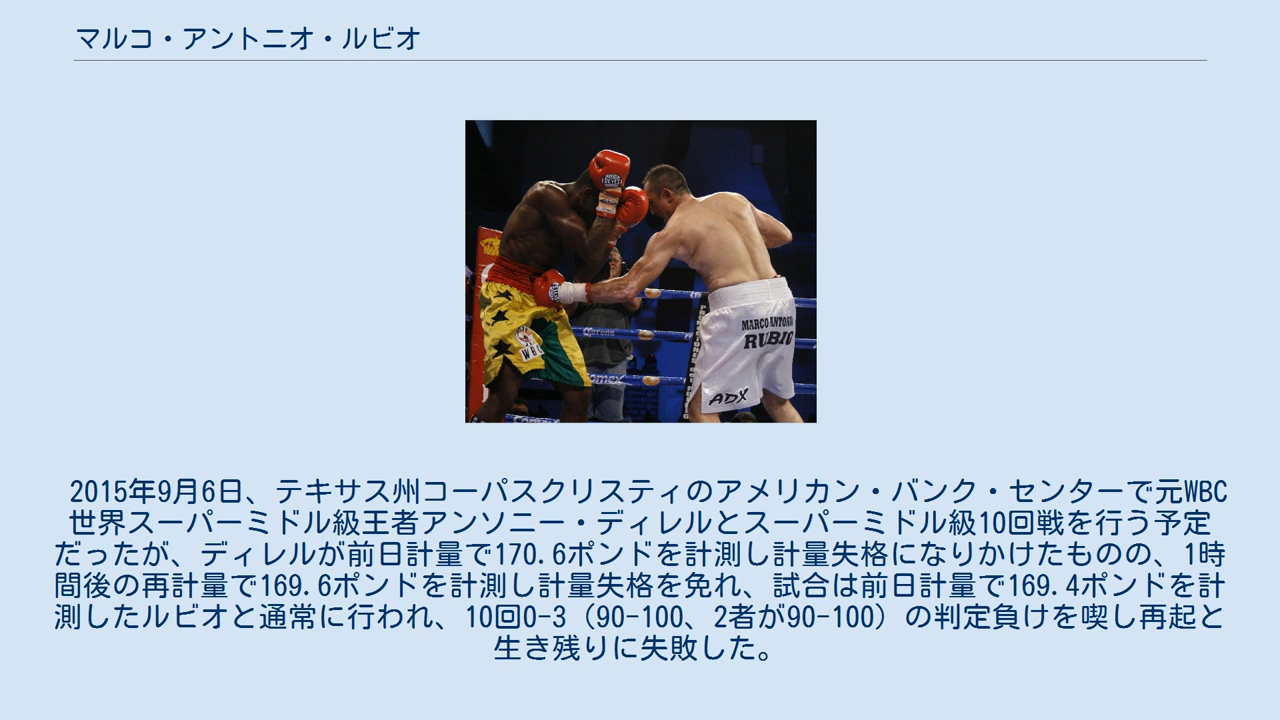 マルコ・アントニオ・ルビオ
WBC
Corona
MARCO ANTONIO
RUBIO
ADX
2015年9月6日、テキサス州コーパスクリスティのアメリカン・バンク・センターで元WBC
世界スーパーミドル級王者アンソニー・ディレルとスーパーミドル級10回戦を行う予定
だったが、ディレルが前日計量で170.6ポンドを計測し計量失格になりかけたものの、1時
間後の再計量で169.6ポンドを計測し計量失格を免れ、試合は前日計量で169.4ポンドを計
測したルビオと通常に行われ、10回0-3（90-100、2者が90-100）の判定負けを喫し再起と
生き残りに失敗した。